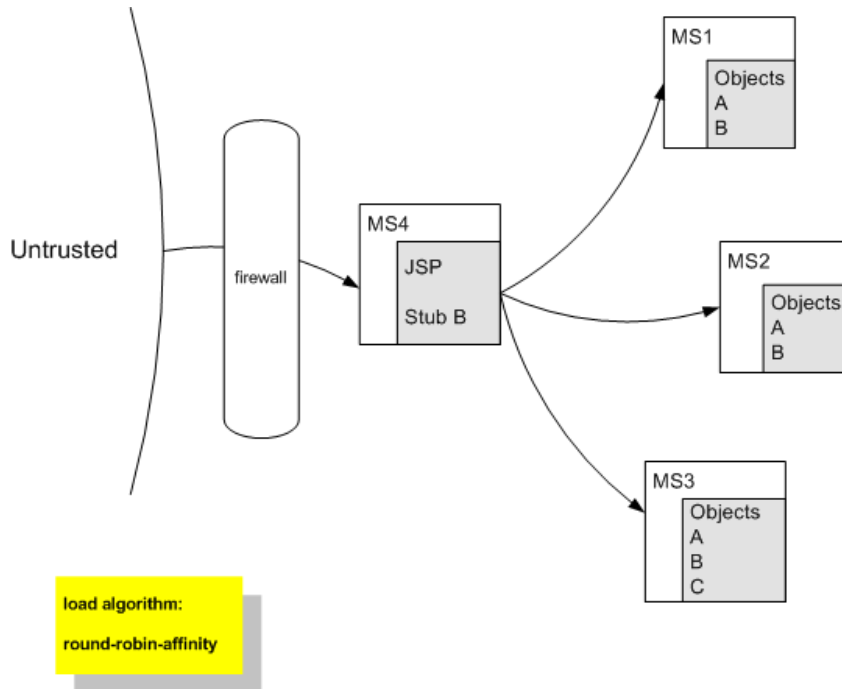 Untrusted
firewall
MS4
JSP
Stub B
MS1
Objects
A
B
MS2
Objects
A
B
MS3
Objects
A
B
C
load algorithm:
round-robin-affinity